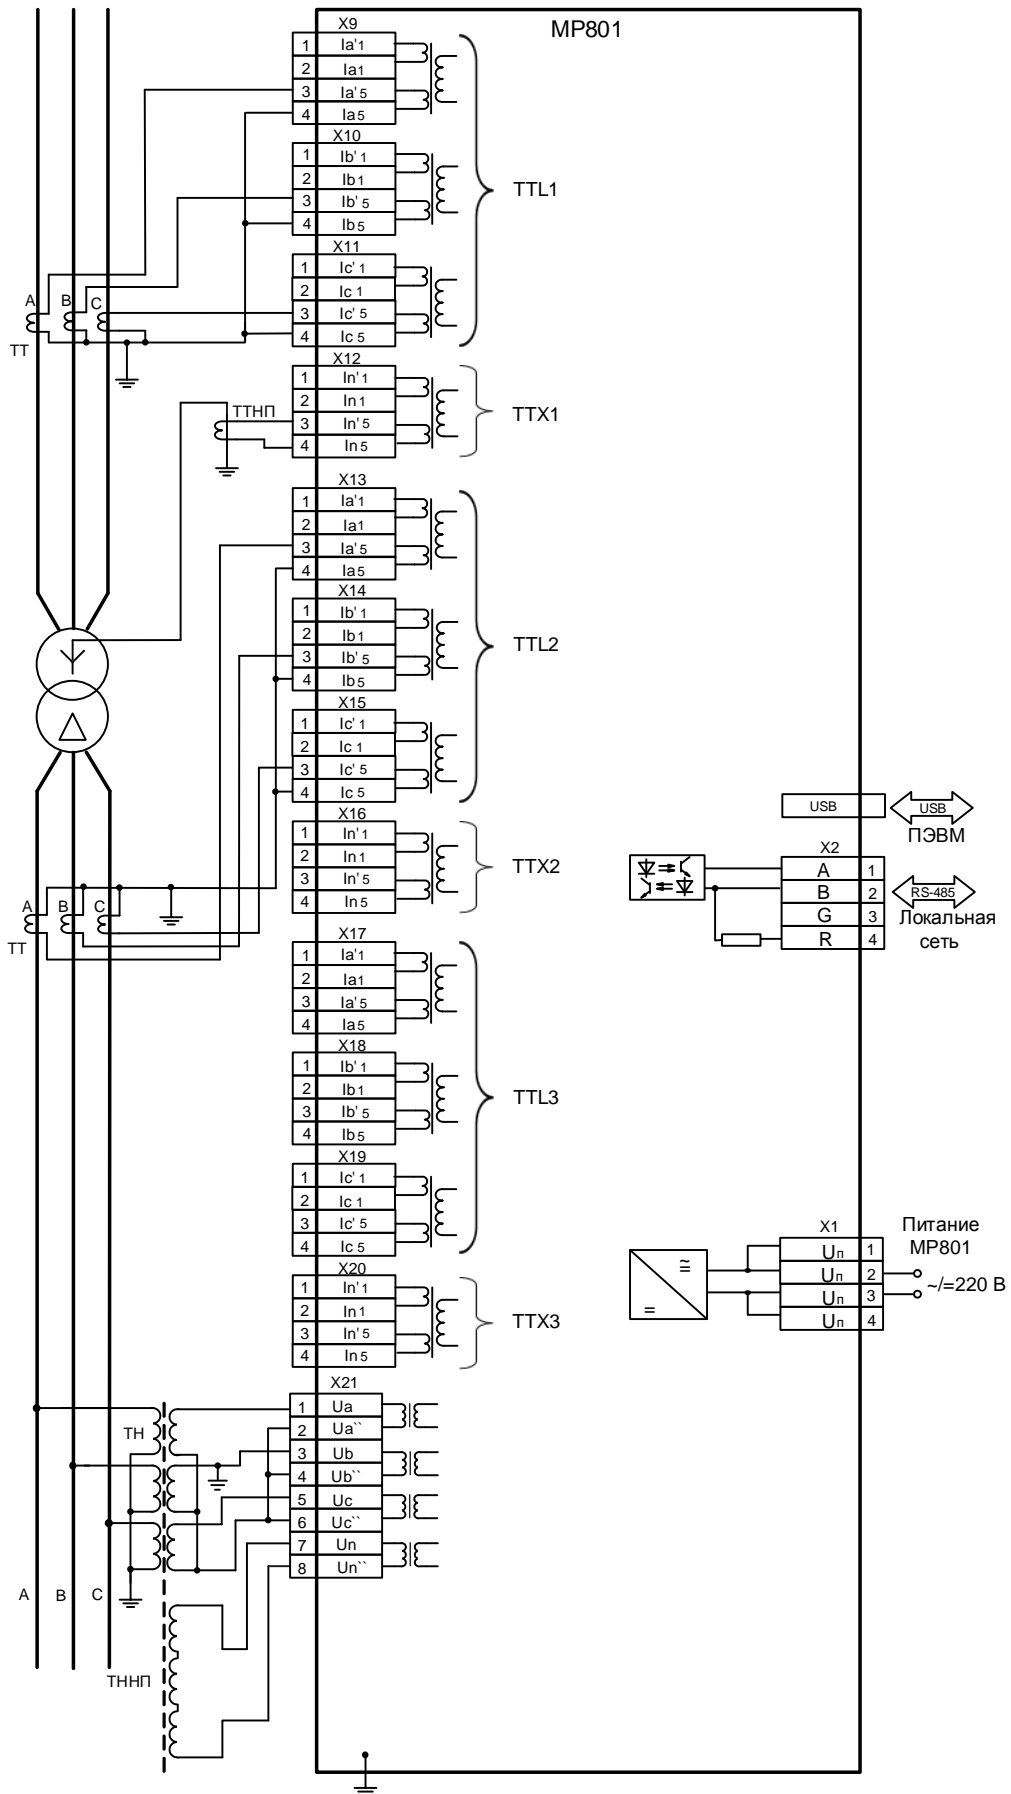 МР801
X9
1 Ia'1
2 Ia1
3 Ia'5
4 Ia5
X10
1 Ib'1
2 Ib1
3 Ib'5
4 Ib5
TTL1
X11
1 Ic'1
2 Ic1
3 Ic'5
4 Ic5
A B C
ТТ
X12
1 In'1
2 In1
3 In'5
4 In5
ТТНП
TTX1
X13
1 Ia'1
2 Ia1
3 Ia'5
4 Ia5
X14
1 Ib'1
2 Ib1
3 Ib'5
4 Ib5
TTL2
X15
1 Ic'1
2 Ic1
3 Ic'5
4 Ic5
X16
1 In'1
2 In1
3 In'5
4 In5
TTX2
A B C
ТТ
USB
USB
ПЭВМ
X2
A 1
B 2
G 3
R 4
RS-485
Локальная
сеть
X17
1 Ia'1
2 Ia1
3 Ia'5
4 Ia5
X18
1 Ib'1
2 Ib1
3 Ib'5
4 Ib5
TTL3
X19
1 Ic'1
2 Ic1
3 Ic'5
4 Ic5
X20
1 In'1
2 In1
3 In'5
4 In5
TTX3
X1
Uп 1
Uп 2
Uп 3
Uп 4
Питание
МР801
~/=220 В
X21
1 Ua
2 Ua``
3 Ub
4 Ub``
5 Uc
6 Uc``
7 Un
8 Un``
ТН
A B C
ТННП